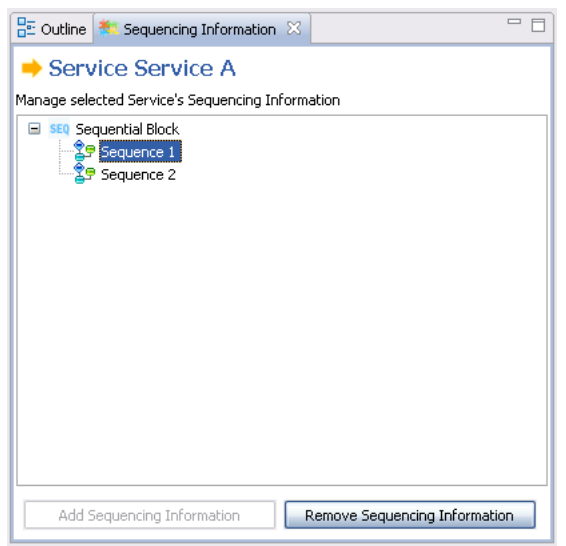 Outline Sequencing Information
Service Service A
Manage selected Service's Sequencing Information
SEQ Sequential Block
Sequence 1
Sequence 2
Add Sequencing Information Remove Sequencing Information